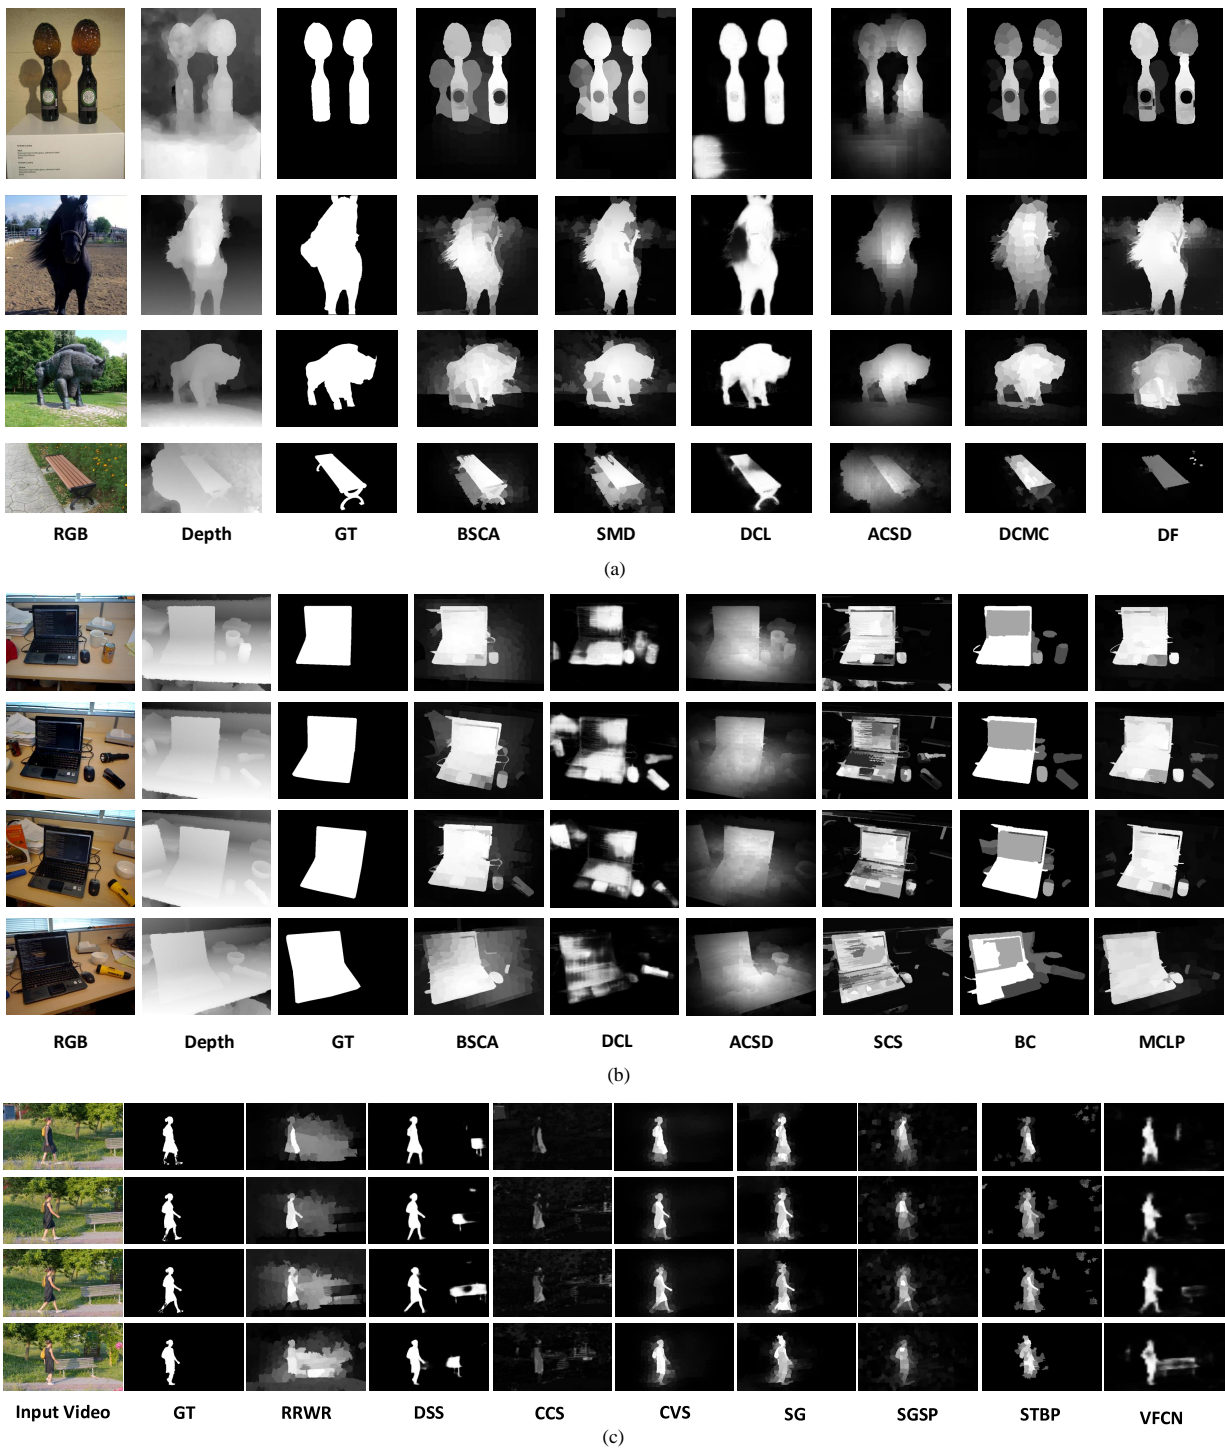 RGB Depth GT BSCA SMD DCL ACSD DCMC DF
(a)
RGB Depth GT BSCA DCL ACSD SCS BC MCLP
(b)
Input Video GT RRWR DSS CCS CVS SG SGSP STBP VFCN
(c)